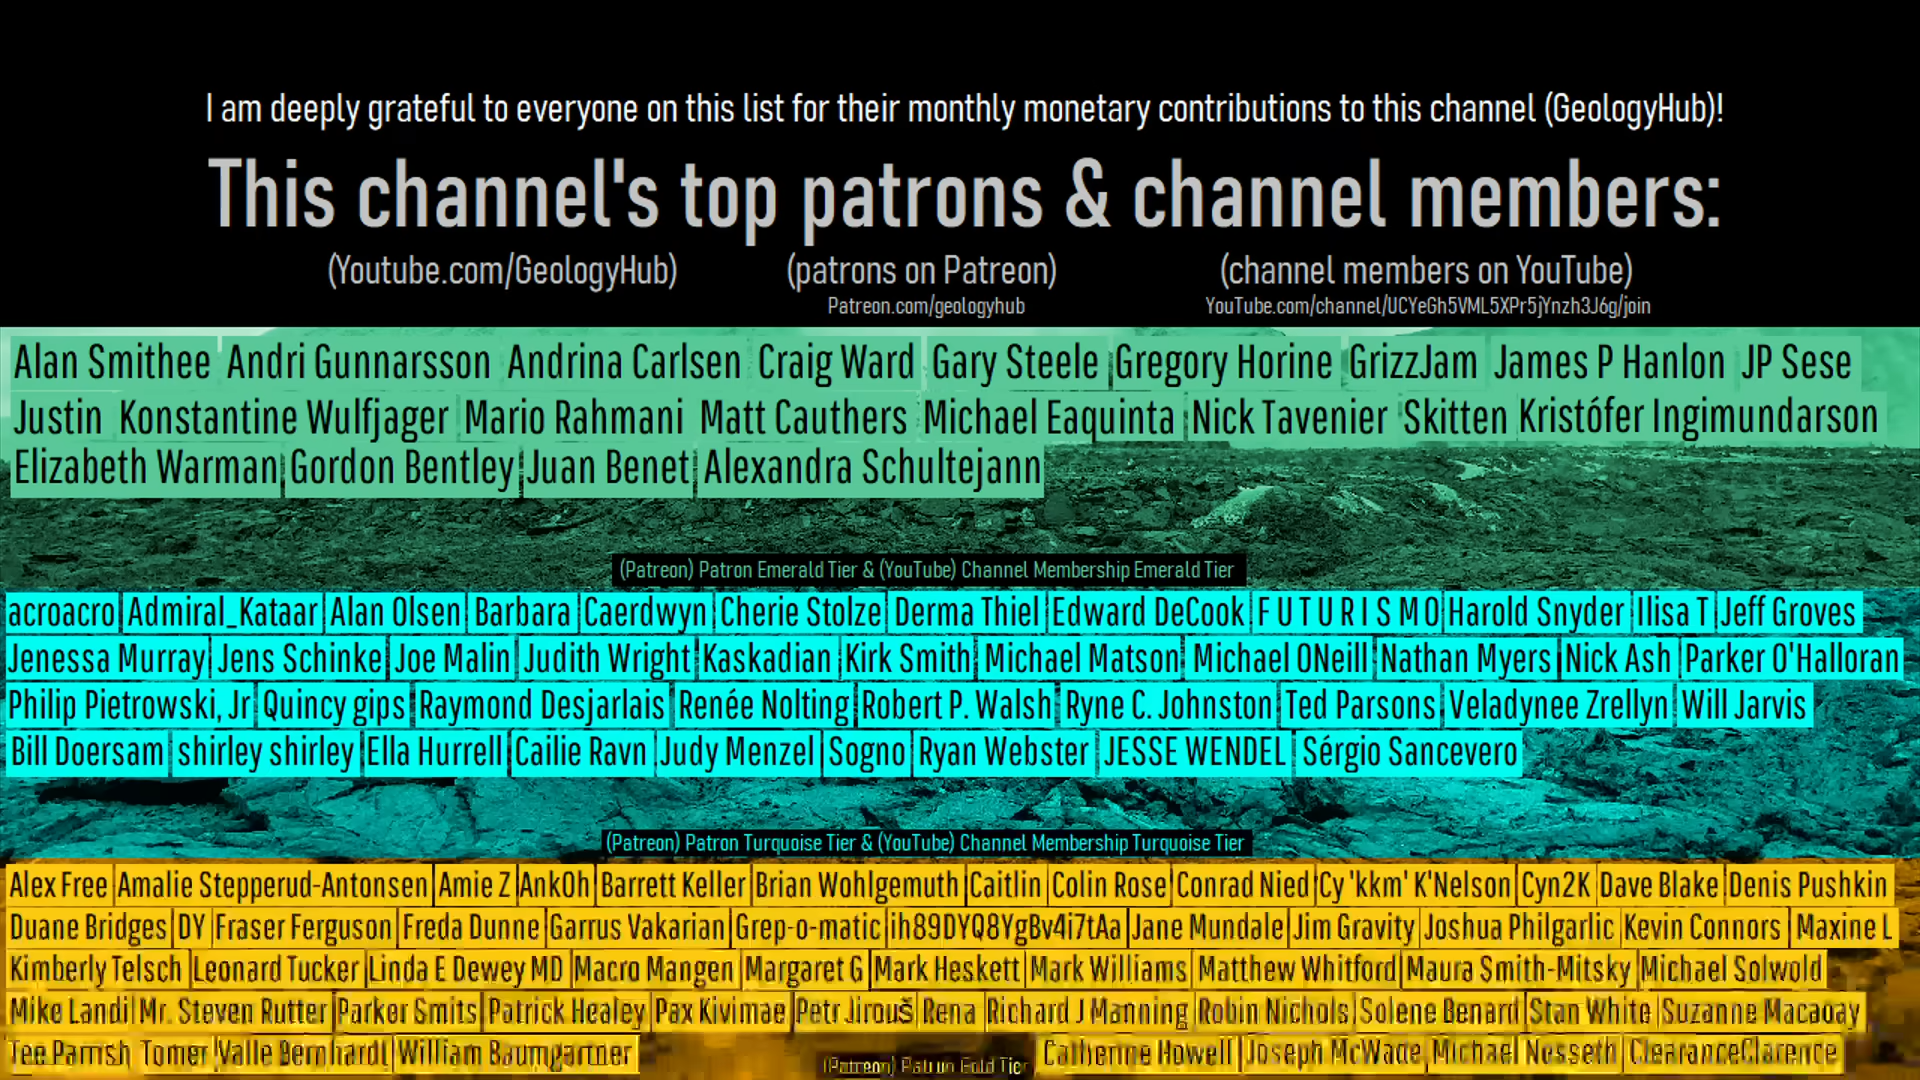 I am deeply grateful to everyone on this list for their monthly monetary contributions to this channel (GeologyHub)!
This channel's top patrons & channel members:
(Youtube.com/GeologyHub) (patrons on Patreon) (channel members on YouTube)
Patreon.com/geologyhub YouTube.com/channel/UCYeGh5VML5XPr5jYnzh3J6g/join
Alan Smithee Andri Gunnarsson Andrina Carlsen Craig Ward Gary Steele Gregory Horine GrizzJam James P Hanlon JP Sese
Justin Konstantine Wulfjager Mario Rahmani Matt Cauthers Michael Eaquinta Nick Tavenier Skitten Kristófer Ingimundarson
Elizabeth Warman Gordon Bentley Juan Benet Alexandra Schultejann
(Patreon) Patron Emerald Tier & (YouTube) Channel Membership Emerald Tier
acroacro Admiral_Kataar Alan Olsen Barbara Caerdwyn Cherie Stolze Derma Thiel Edward DeCook F U T U R I S M O Harold Snyder Ilisa T Jeff Groves
Jenessa Murray Jens Schinke Joe Malin Judith Wright Kaskadian Kirk Smith Michael Matson Michael ONeill Nathan Myers Nick Ash Parker O'Halloran
Philip Pietrowski, Jr Quincy gips Raymond Desjarlais Renée Nolting Robert P. Walsh Ryne C. Johnston Ted Parsons Veladynee Zrellyn Will Jarvis
Bill Doersam shirley shirley Ella Hurrell Cailie Ravn Judy Menzel Sogno Ryan Webster JESSE WENDEL Sérgio Sancevero
(Patreon) Patron Turquoise Tier & (YouTube) Channel Membership Turquoise Tier
Alex Free Amalie Stepperud-Antonsen Amie Z AnkOh Barrett Keller Brian Wohlgemuth Caitlin Colin Rose Conrad Nied Cy 'kkm' K'Nelson Cyn2K Dave Blake Denis Pushkin
Duane Bridges DY Fraser Ferguson Freda Dunne Garrus Vakarian Grep-o-matic ih89DYQ8YgBv4i7tAa Jane Mundale Jim Gravity Joshua Philgarlic Kevin Connors Maxine L
Kimberly Telsch Leonard Tucker Linda E Dewey MD Macro Mangen Margaret G Mark Heskett Mark Williams Matthew Whitford Maura Smith-Mitsky Michael Solwold
Mike Landi Mr. Steven Rutter Parker Smits Patrick Healey Pax Kivimae Petr Jirouš Rena Richard J Manning Robin Nichols Solene Benard Stan White Suzanne
Tee Parrish Tomer Valle Bernhardt William Baumgartner (Patreon) Patron Gold Tier Catherine Howell Joseph McWade Michael Nesseth ClearanceClarence